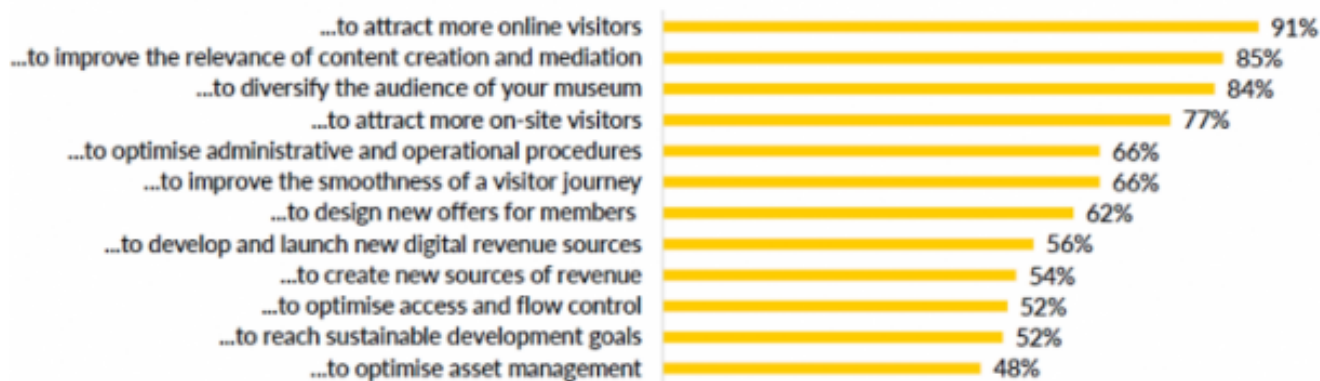 ...to attract more online visitors 91%
...to improve the relevance of content creation and mediation 85%
...to diversify the audience of your museum 84%
...to attract more on-site visitors 77%
...to optimise administrative and operational procedures 66%
...to improve the smoothness of a visitor journey 66%
...to design new offers for members 62%
...to develop and launch new digital revenue sources 56%
...to create new sources of revenue 54%
...to optimise access and flow control 52%
...to reach sustainable development goals 52%
...to optimise asset management 48%